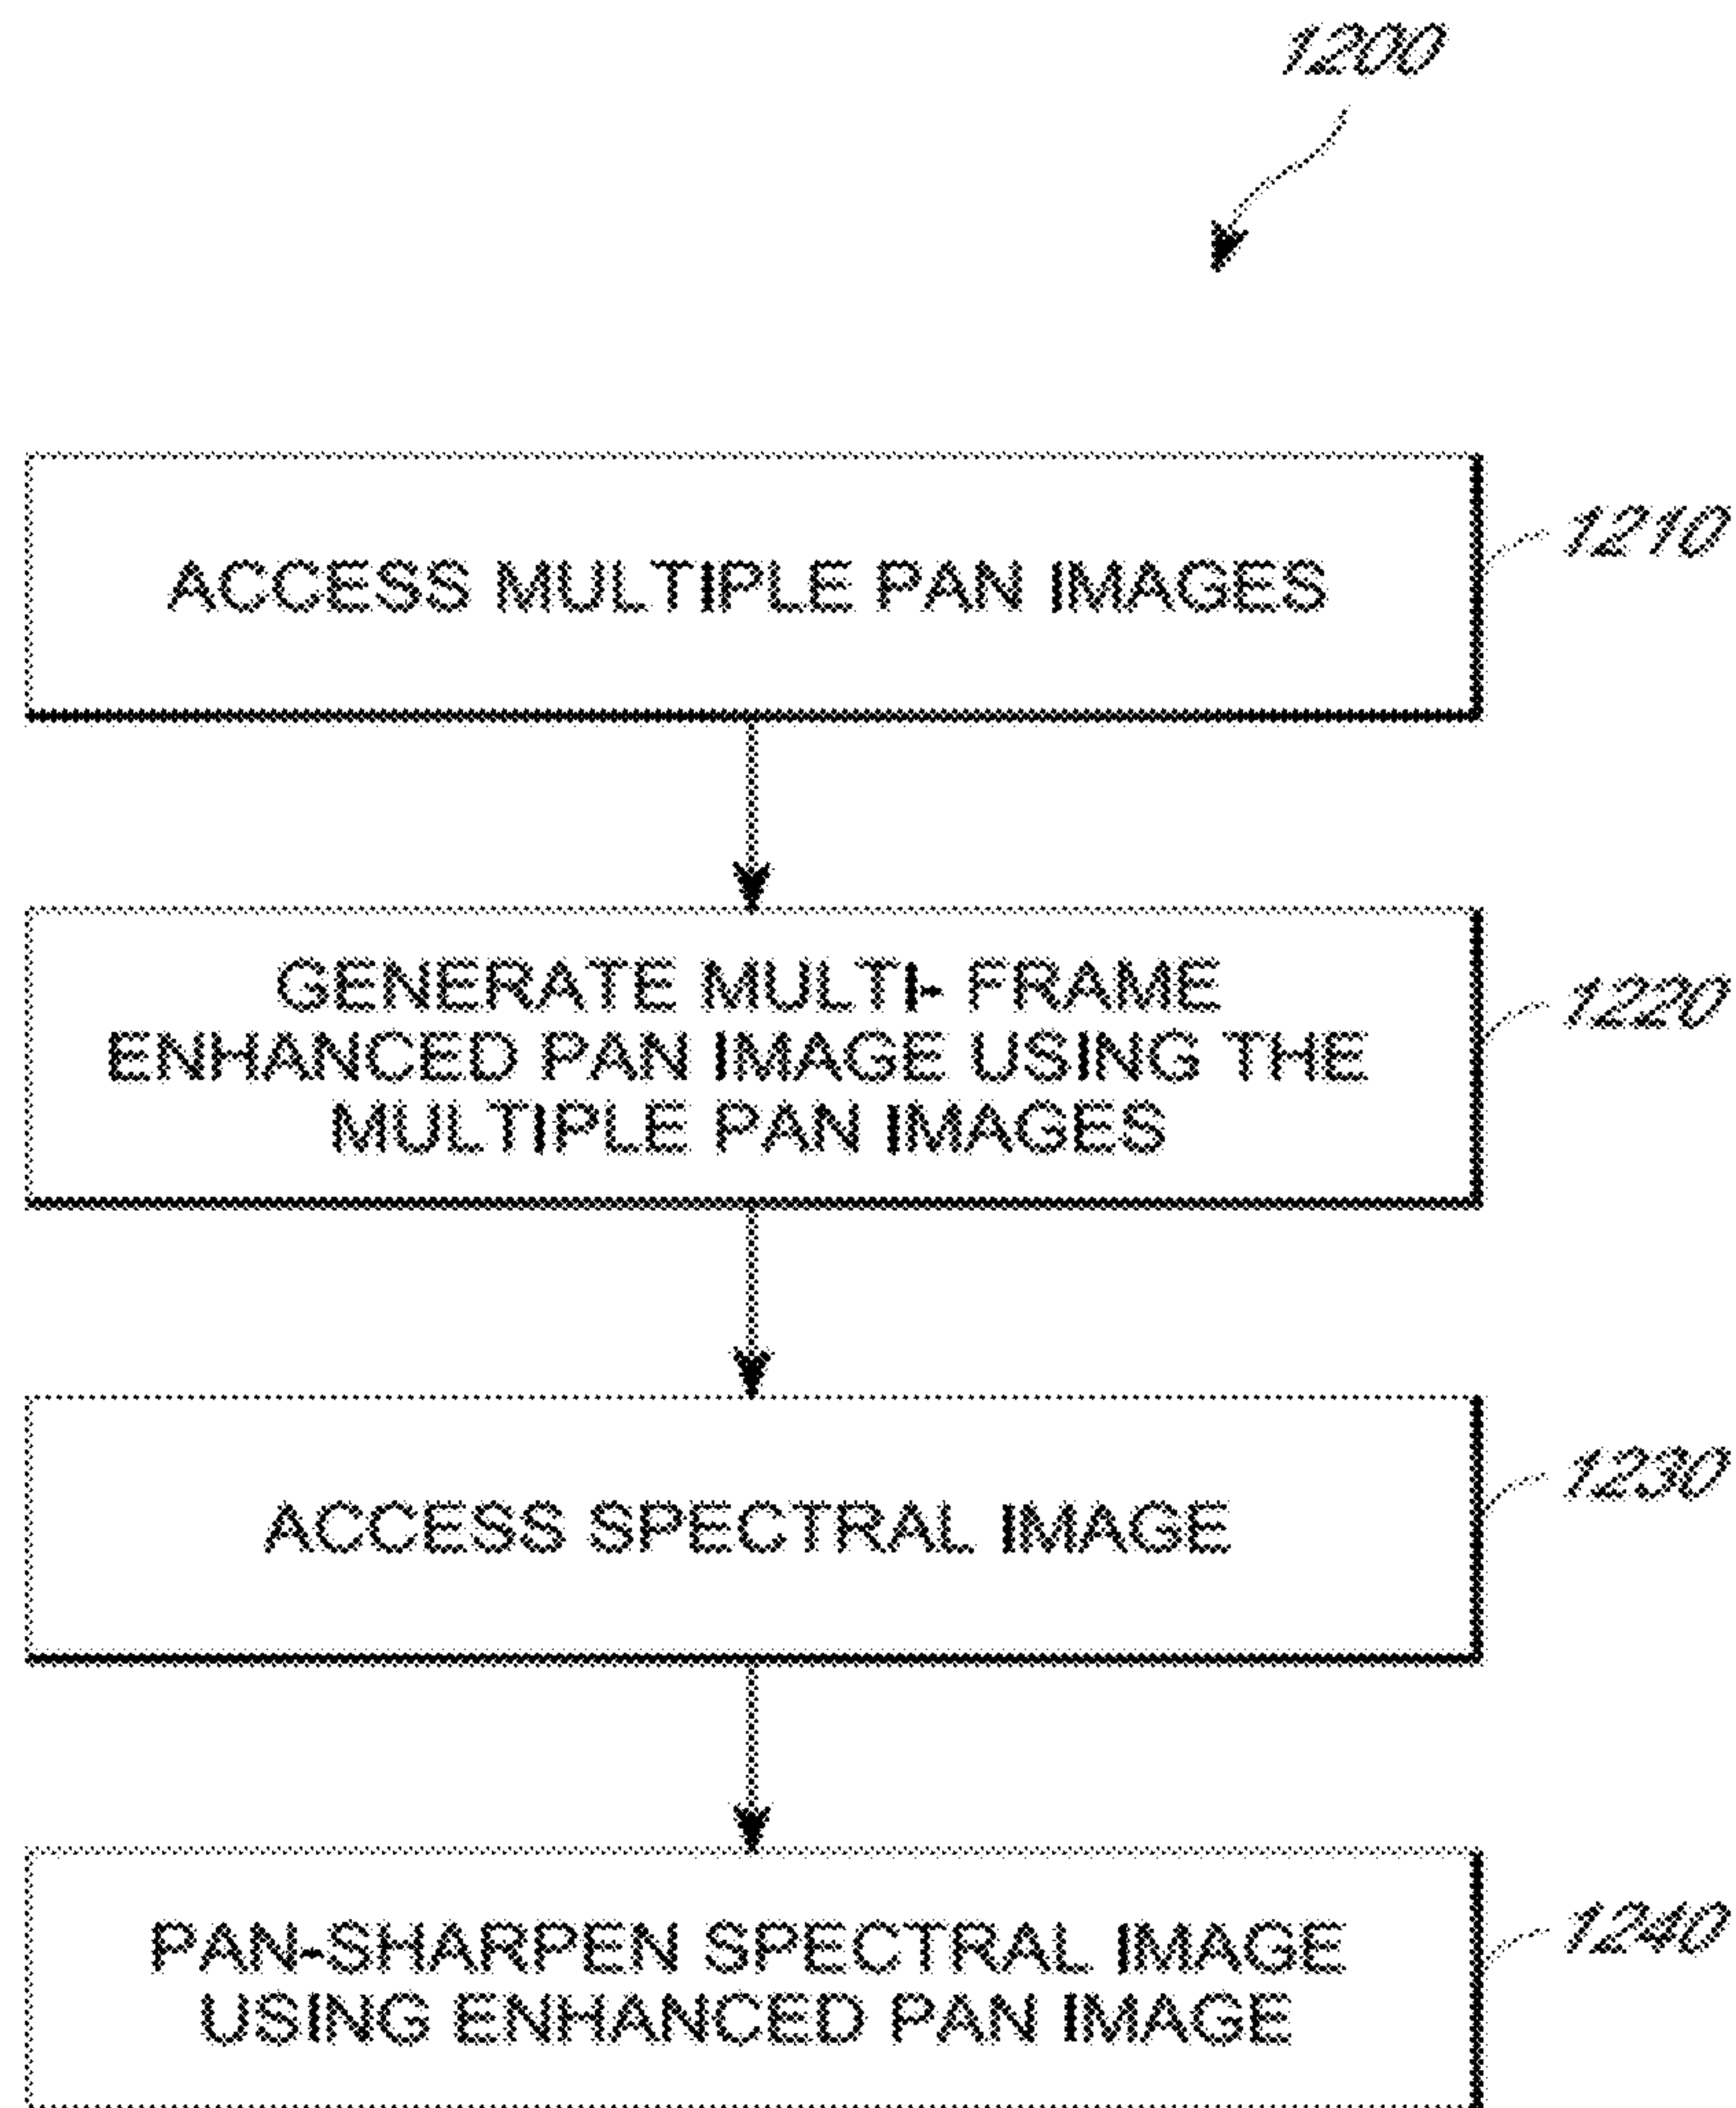 1200
ACCESS MULTIPLE PAN IMAGES
1210
GENERATE MULTI- FRAME
ENHANCED PAN IMAGE USING THE
MULTIPLE PAN IMAGES
1220
ACCESS SPECTRAL IMAGE
1230
PAN-SHARPEN SPECTRAL IMAGE
USING ENHANCED PAN IMAGE
1240